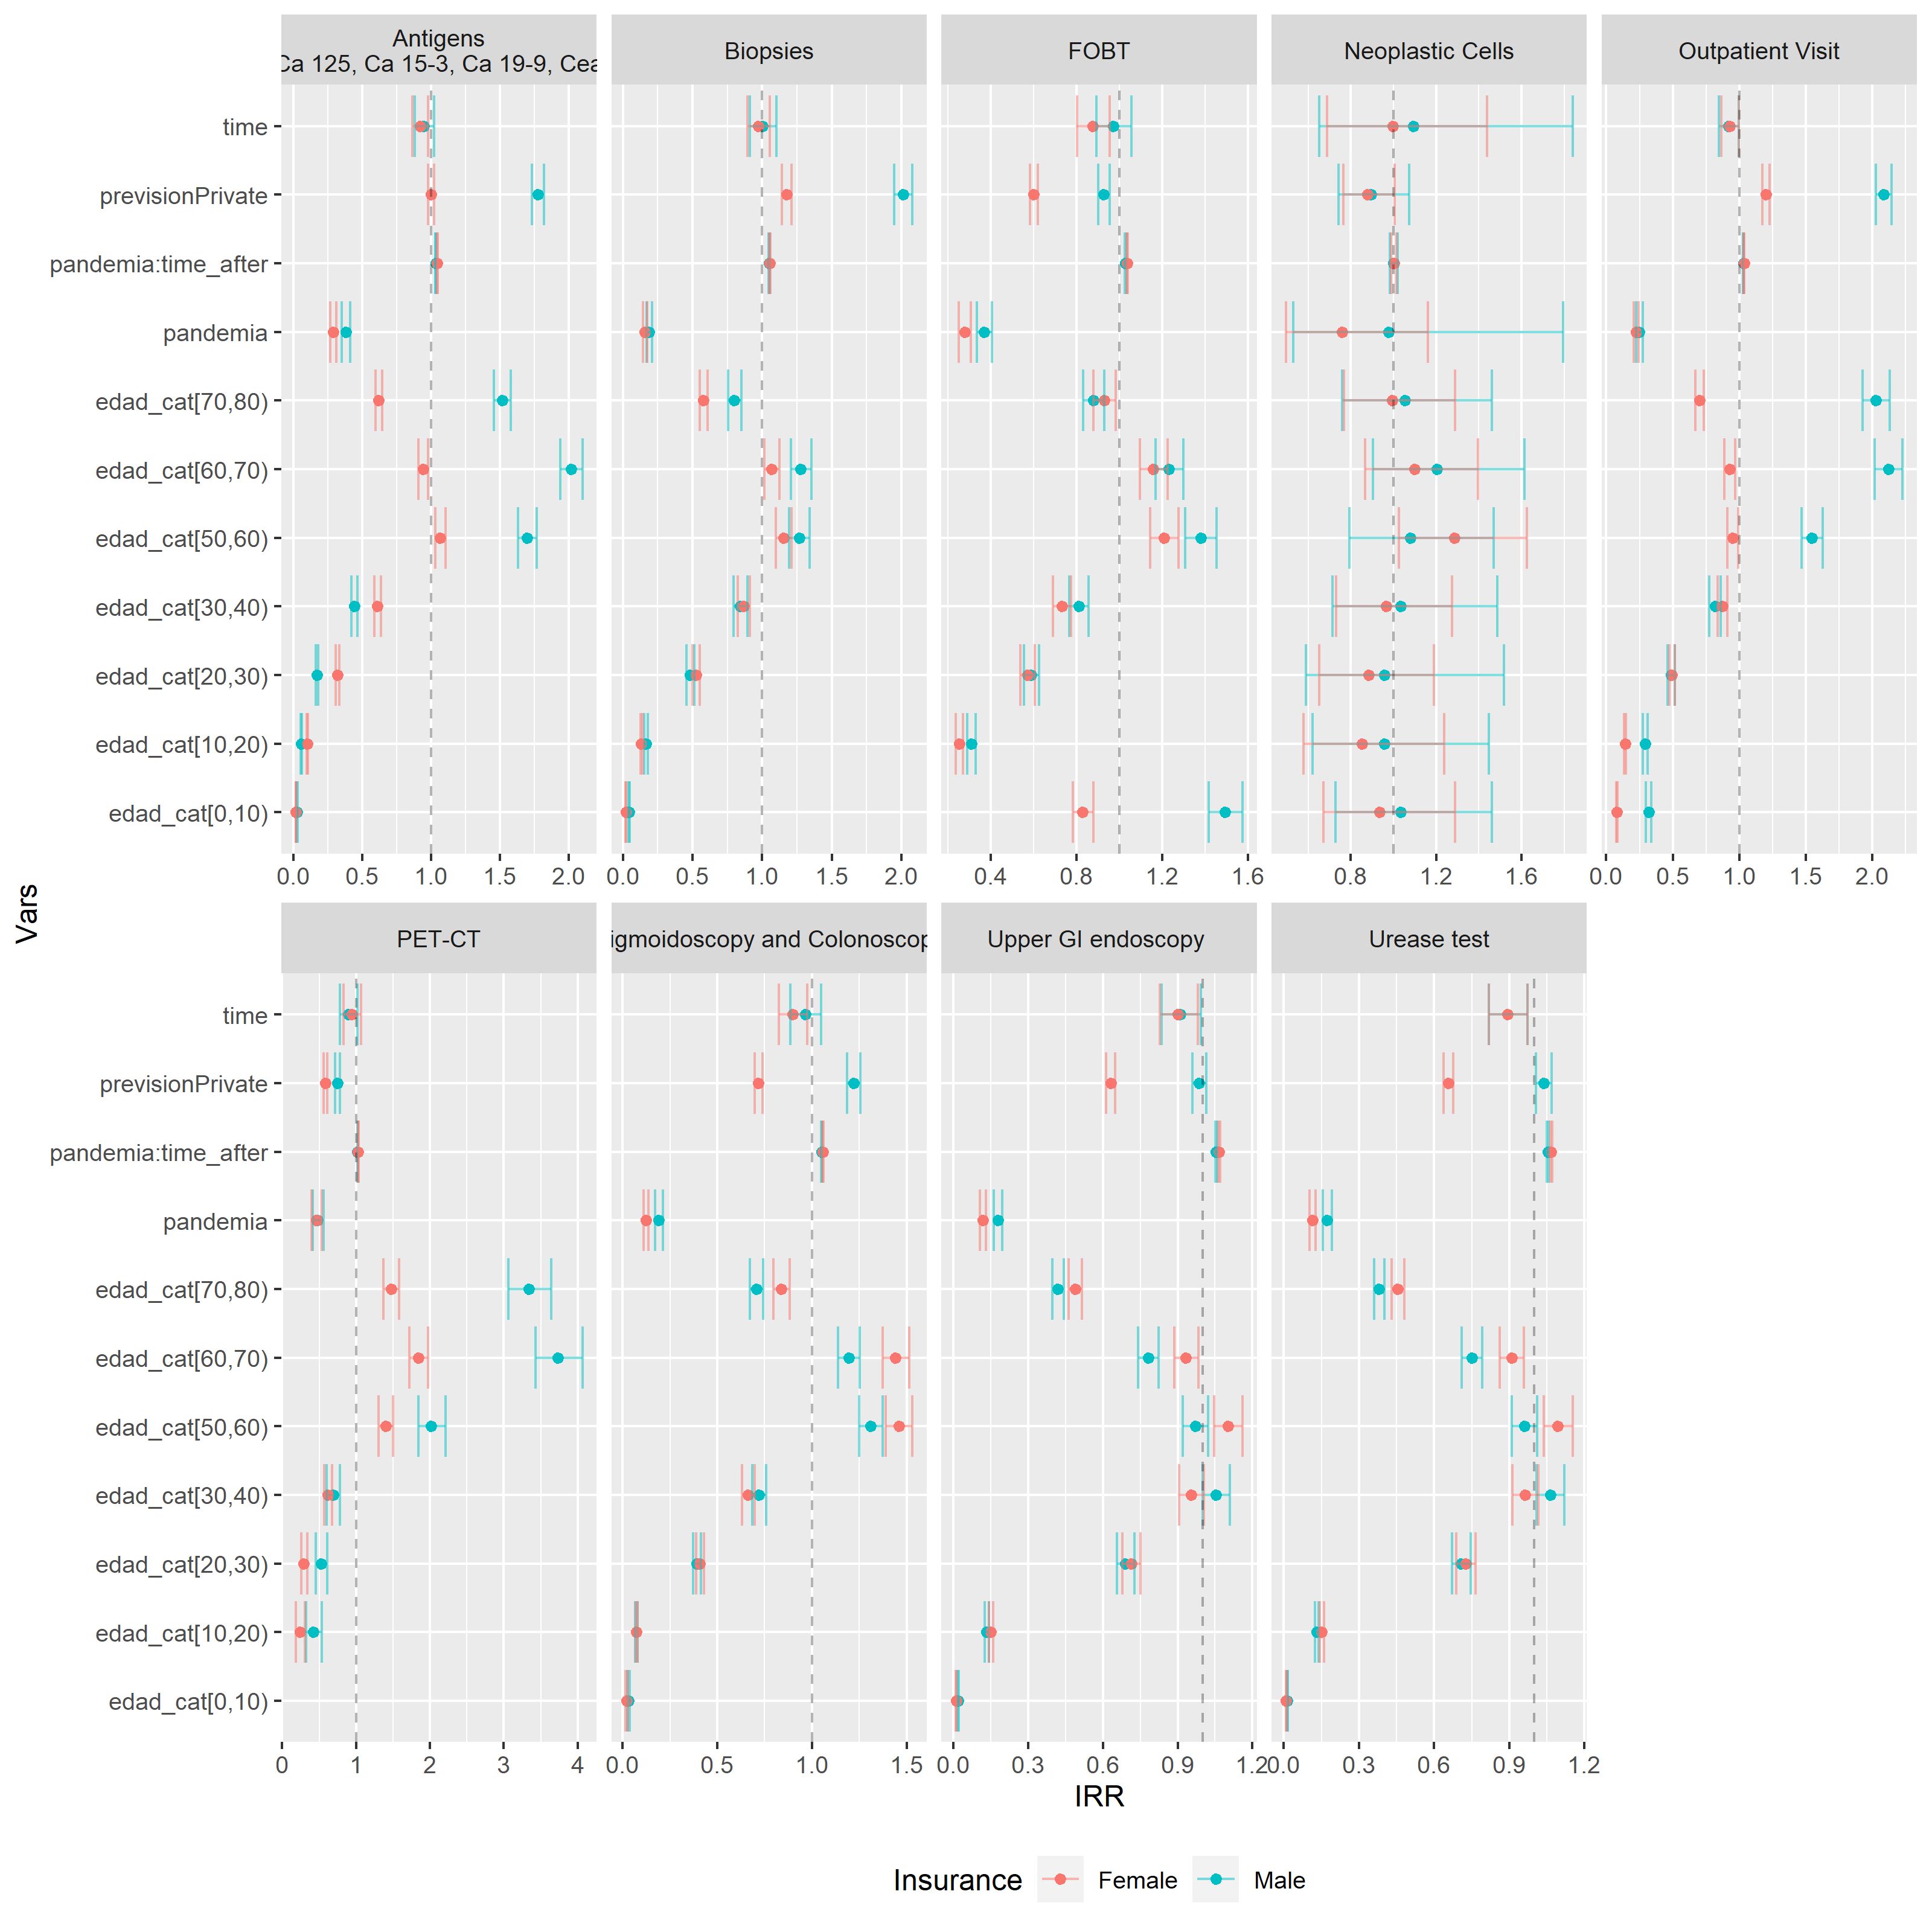 Antigens
Ca 125, Ca 15-3, Ca 19-9, Cea
Biopsies
FOBT
Neoplastic Cells
Outpatient Visit
time
previsionPrivate
pandemia:time_after
pandemia
edad_cat[70,80)
edad_cat[60,70)
edad_cat[50,60)
edad_cat[30,40)
edad_cat[20,30)
edad_cat[10,20)
edad_cat[0,10)
0.0 0.5 1.0 1.5 2.0
0.0 0.5 1.0 1.5 2.0
0.4 0.8 1.2 1.6
0.8 1.2 1.6
0.0 0.5 1.0 1.5 2.0
Vars
PET-CT
igmoidoscopy and Colonoscop
Upper GI endoscopy
Urease test
time
previsionPrivate
pandemia:time_after
pandemia
edad_cat[70,80)
edad_cat[60,70)
edad_cat[50,60)
edad_cat[30,40)
edad_cat[20,30)
edad_cat[10,20)
edad_cat[0,10)
0 1 2 3 4
0.0 0.5 1.0 1.5
0.0 0.3 0.6 0.9 1.2
0.0 0.3 0.6 0.9 1.2
IRR
Insurance Female Male